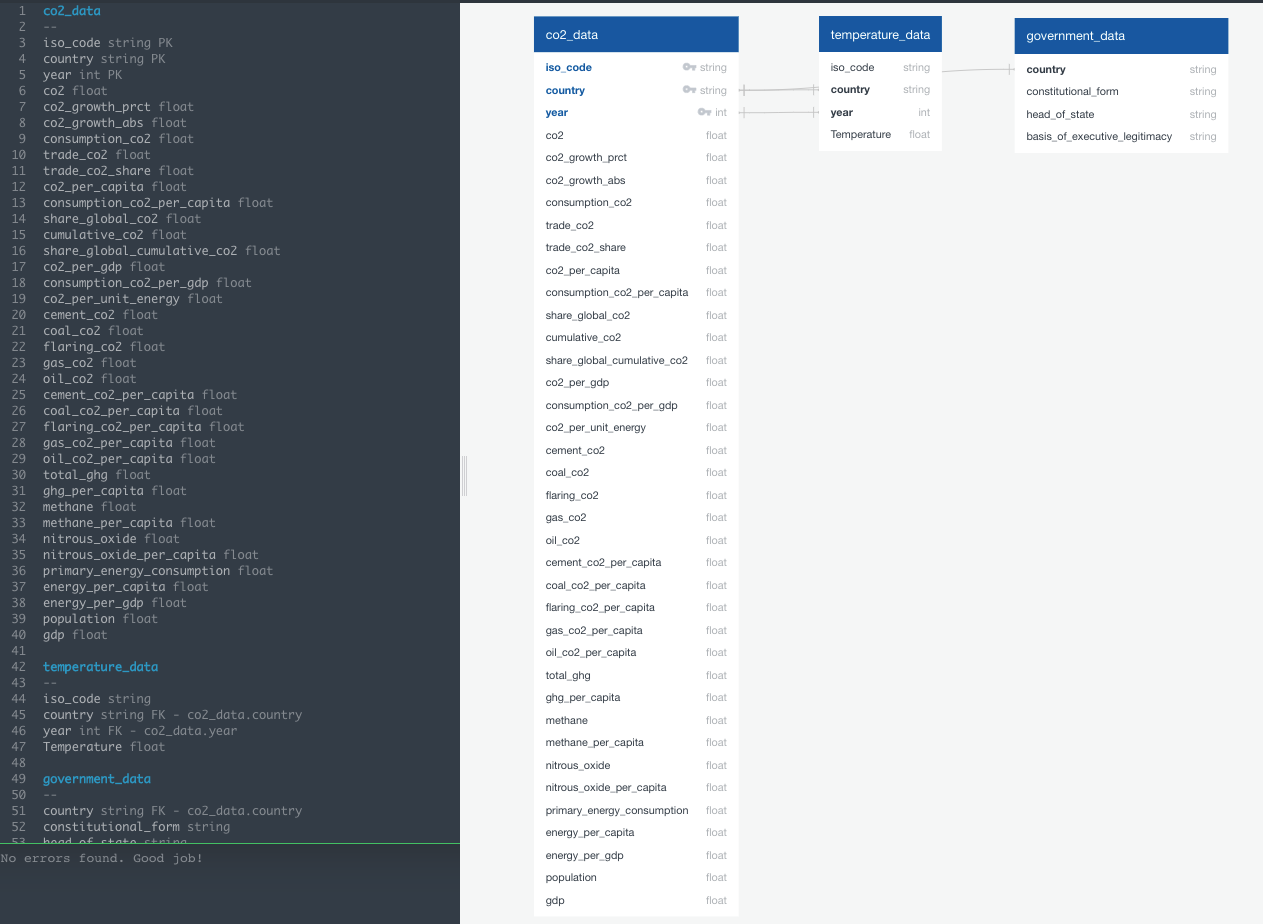 1 co2_data
2 --
3 iso_code string PK
4 country string PK
5 year int PK
6 co2 float
7 co2_growth_prct float
8 co2_growth_abs float
9 consumption_co2 float
10 trade_co2 float
11 trade_co2_share float
12 co2_per_capita float
13 consumption_co2_per_capita float
14 share_global_co2 float
15 cumulative_co2 float
16 share_global_cumulative_co2 float
17 co2_per_gdp float
18 consumption_co2_per_gdp float
19 co2_per_unit_energy float
20 cement_co2 float
21 coal_co2 float
22 flaring_co2 float
23 gas_co2 float
24 oil_co2 float
25 cement_co2_per_capita float
26 coal_co2_per_capita float
27 flaring_co2_per_capita float
28 gas_co2_per_capita float
29 oil_co2_per_capita float
30 total_ghg float
31 ghg_per_capita float
32 methane float
33 methane_per_capita float
34 nitrous_oxide float
35 nitrous_oxide_per_capita float
36 primary_energy_consumption float
37 energy_per_capita float
38 energy_per_gdp float
39 population float
40 gdp float
41
42 temperature_data
43 --
44 iso_code string
45 country string FK - co2_data.country
46 year int FK - co2_data.year
47 Temperature float
48
49 government_data
50 --
51 country string FK - co2_data.country
52 constitutional_form string
53 head_of_state string
No errors found. Good job!
co2_data
iso_code string
country string
year int
co2 float
co2_growth_prct float
co2_growth_abs float
consumption_co2 float
trade_co2 float
trade_co2_share float
co2_per_capita float
consumption_co2_per_capita float
share_global_co2 float
cumulative_co2 float
share_global_cumulative_co2 float
co2_per_gdp float
consumption_co2_per_gdp float
co2_per_unit_energy float
cement_co2 float
coal_co2 float
flaring_co2 float
gas_co2 float
oil_co2 float
cement_co2_per_capita float
coal_co2_per_capita float
flaring_co2_per_capita float
gas_co2_per_capita float
oil_co2_per_capita float
total_ghg float
ghg_per_capita float
methane float
methane_per_capita float
nitrous_oxide float
nitrous_oxide_per_capita float
primary_energy_consumption float
energy_per_capita float
energy_per_gdp float
population float
gdp float
temperature_data
iso_code string
country string
year int
Temperature float
government_data
country string
constitutional_form string
head_of_state string
basis_of_executive_legitimacy string